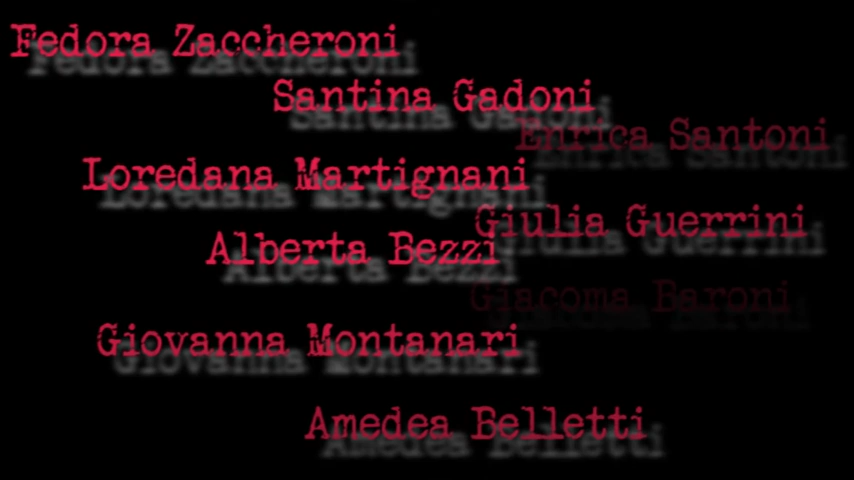 Fedora Zaccheroni
Santina Gadoni
Enrica Santoni
Loredana Martignani
Giulia Guerrini
Alberta Bezzi
Giacoma Baroni
Giovanna Montanari
Amedea Belletti